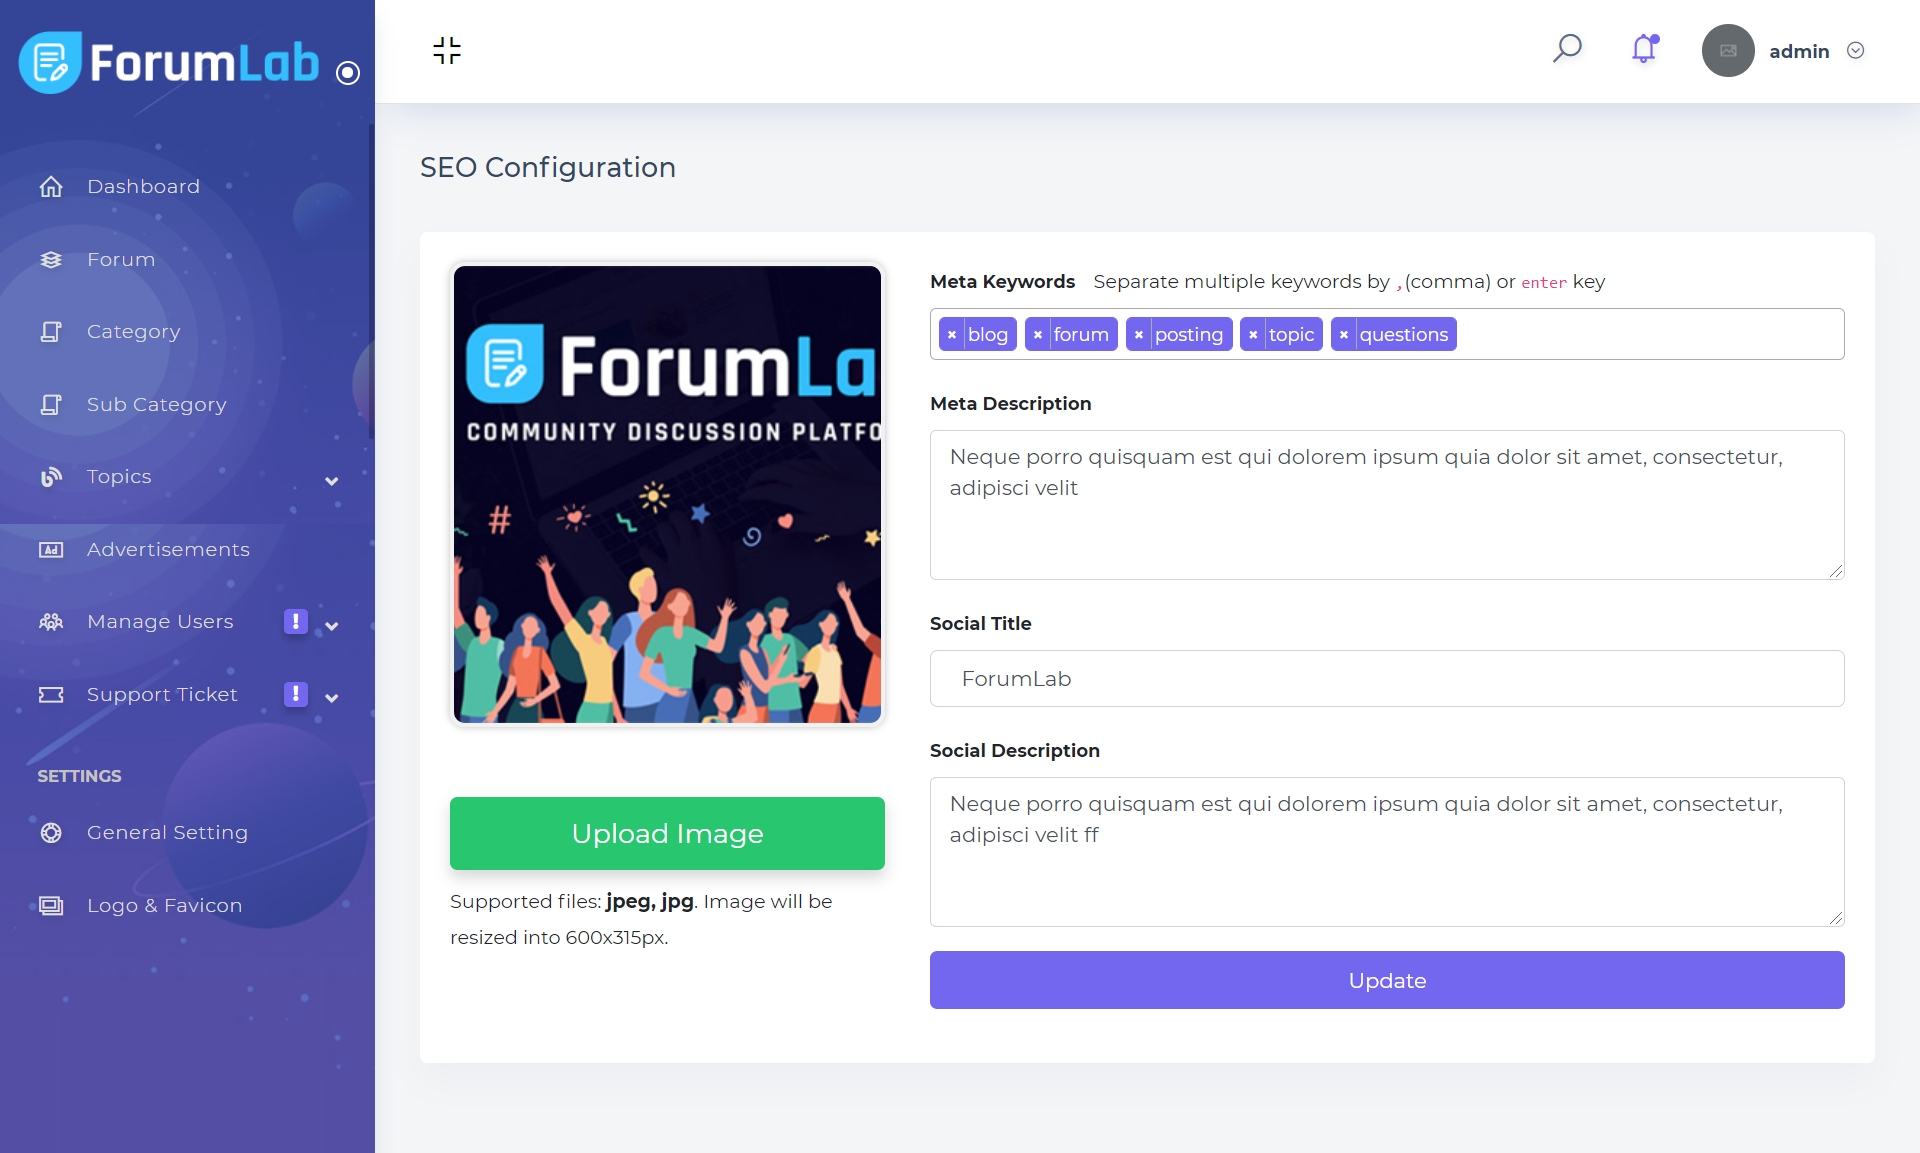 ForumLab
admin
Dashboard
Forum
Category
Sub Category
Topics
Ad Advertisements
Manage Users !
Support Ticket !
SETTINGS
General Setting
Logo & Favicon
SEO Configuration
ForumLa
COMMUNITY DISCUSSION PLATFO
#
Upload Image
Supported files: jpeg, jpg. Image will be
resized into 600x315px.
Meta Keywords Separate multiple keywords by ,(comma) or enter key
× blog × forum × posting × topic × questions
Meta Description
Neque porro quisquam est qui dolorem ipsum quia dolor sit amet, consectetur,
adipisci velit
Social Title
ForumLab
Social Description
Neque porro quisquam est qui dolorem ipsum quia dolor sit amet, consectetur,
adipisci velit ff
Update